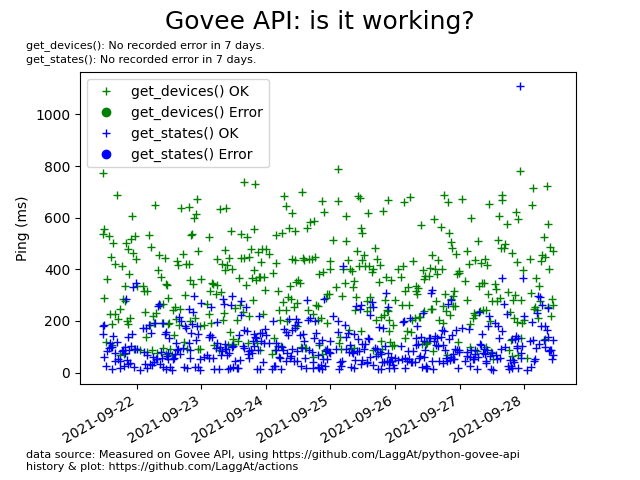 Govee API: is it working?
get_devices(): No recorded error in 7 days.
get_states(): No recorded error in 7 days.
get_devices() OK
get_devices() Error
get_states() OK
get_states() Error
Ping (ms)
1000
800
600
400
200
0
2021-09-22
2021-09-23
2021-09-24
2021-09-25
2021-09-26
2021-09-27
2021-09-28
data source: Measured on Govee API, using https://github.com/LaggAt/python-govee-api
history & plot: https://github.com/LaggAt/actions